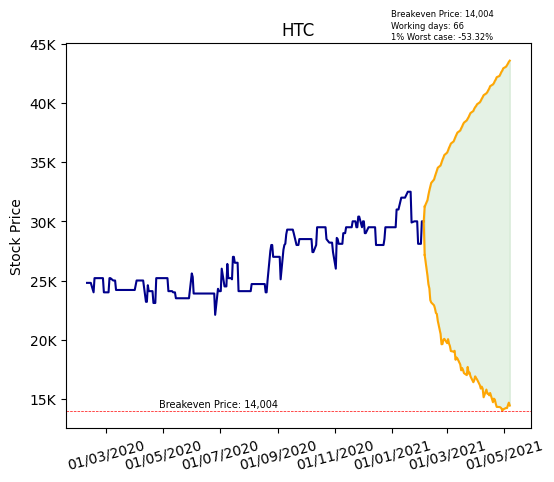 Breakeven Price: 14,004
Working days: 66
1% Worst case: -53.32%
HTC
45K
40K
35K
30K
25K
20K
15K
Stock Price
Breakeven Price: 14,004
01/03/2020
01/05/2020
01/07/2020
01/09/2020
01/11/2020
01/01/2021
01/03/2021
01/05/2021